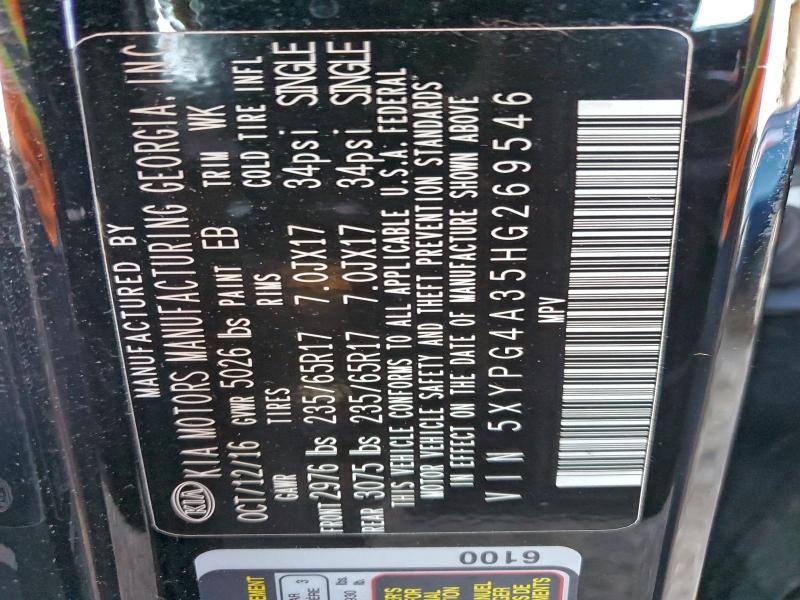 MANUFACTURED BY
KIA KIA MOTORS MANUFACTURING GEORGIA, INC
OCT/12/16 GVWR 5026 lbs PAINT EB TRIM WK
GAWR TIRES RIMS COLD TIRE INFL
FRONT 2976 lbs 235/65R17 7.0JX17 34psi SINGLE
REAR 3075 lbs 235/65R17 7.0JX17 34psi SINGLE
THIS VEHICLE CONFORMS TO ALL APPLICABLE U.S.A. FEDERAL
MOTOR VEHICLE SAFETY AND THEFT PREVENTION STANDARDS
IN EFFECT ON THE DATE OF MANUFACTURE SHOWN ABOVE
VIN 5XYPG4A35HG269546
MPV
6100